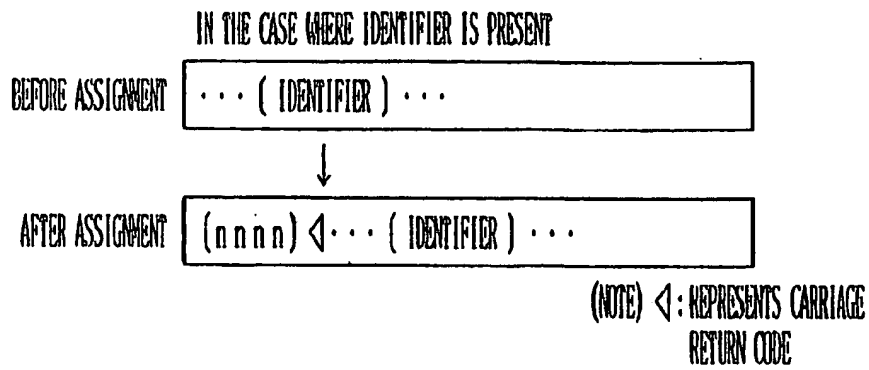 IN THE CASE WHERE IDENTIFIER IS PRESENT
BEFORE ASSIGNMENT ··· ( IDENTIFIER ) ···
↓
AFTER ASSIGNMENT (nnnn) ◁··· ( IDENTIFIER ) ···
(NOTE) ◁: REPRESENTS CARRIAGE
RETURN CODE